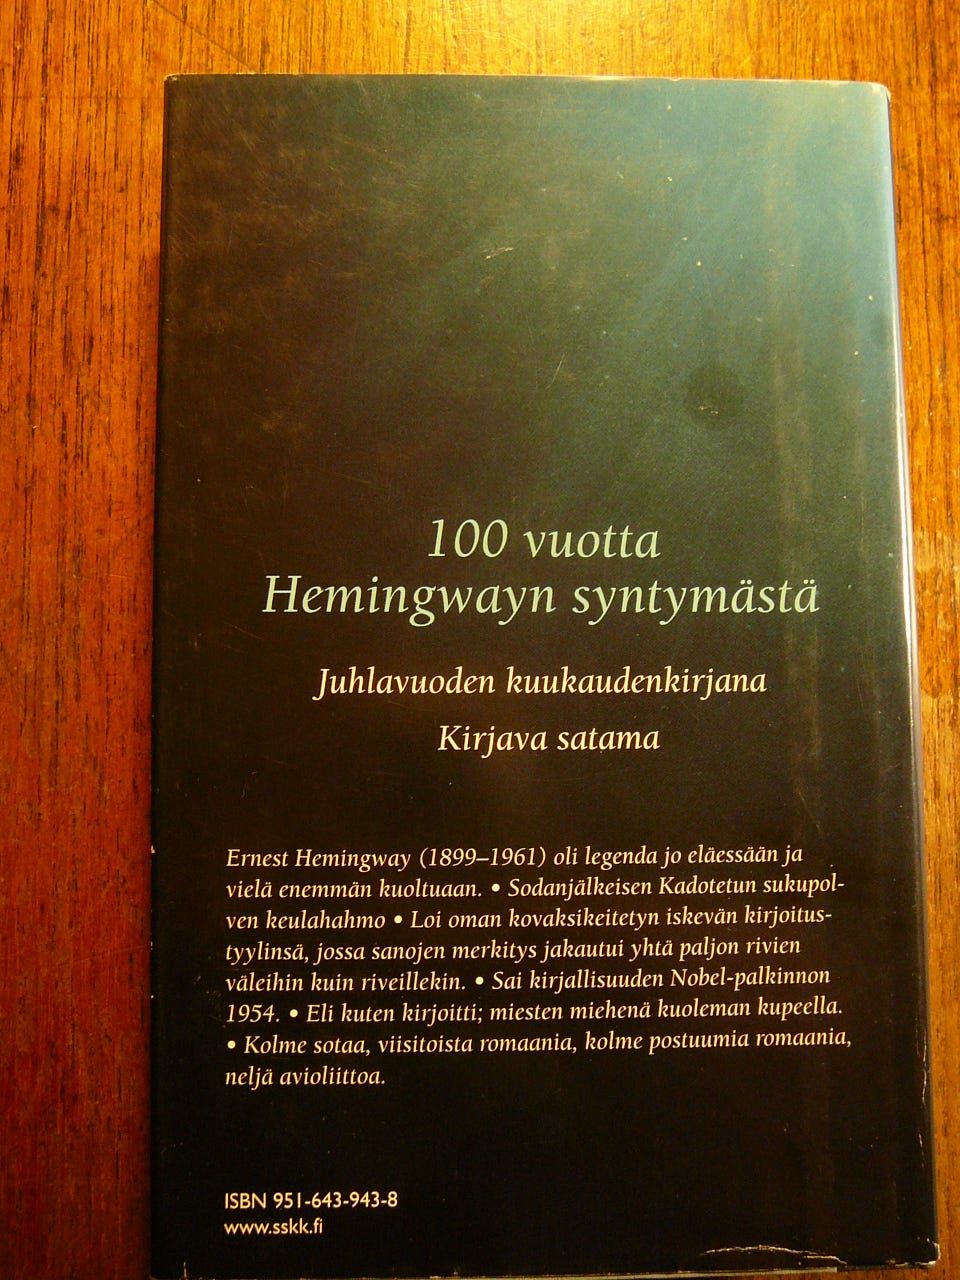 100 vuotta
Hemingwayn syntymästä
Juhlavuoden kuukaudenkirjana
Kirjava satama
Ernest Hemingway (1899–1961) oli legenda jo eläessään ja
vielä enemmän kuoltuaan. • Sodanjälkeisen Kadotetun sukupol-
ven keulahahmo • Loi oman kovaksikeitetyn iskevän kirjoitus-
tyylinsä, jossa sanojen merkitys jakautui yhtä paljon rivien
väleihin kuin riveillekin. • Sai kirjallisuuden Nobel-palkinnon
1954. • Eli kuten kirjoitti; miesten miehenä kuoleman kupeella.
• Kolme sotaa, viisitoista romaania, kolme postuumia romaania,
neljä avioliittoa.
ISBN 951-643-943-8
www.sskk.fi